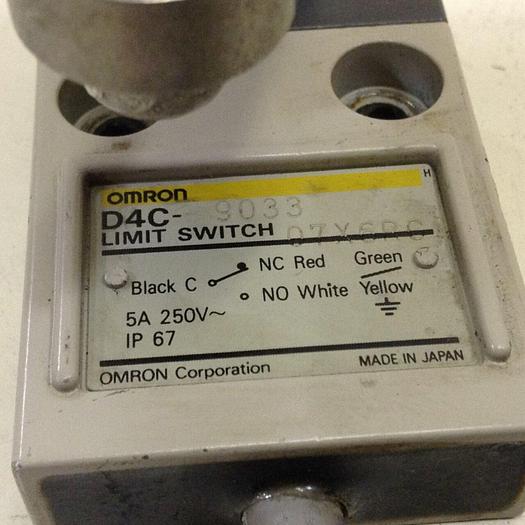 OMRON H
D4C- 9033
LIMIT SWITCH
NC Red Green
Black C
NO White Yellow
5A 250V~
IP 67
OMRON Corporation MADE IN JAPAN